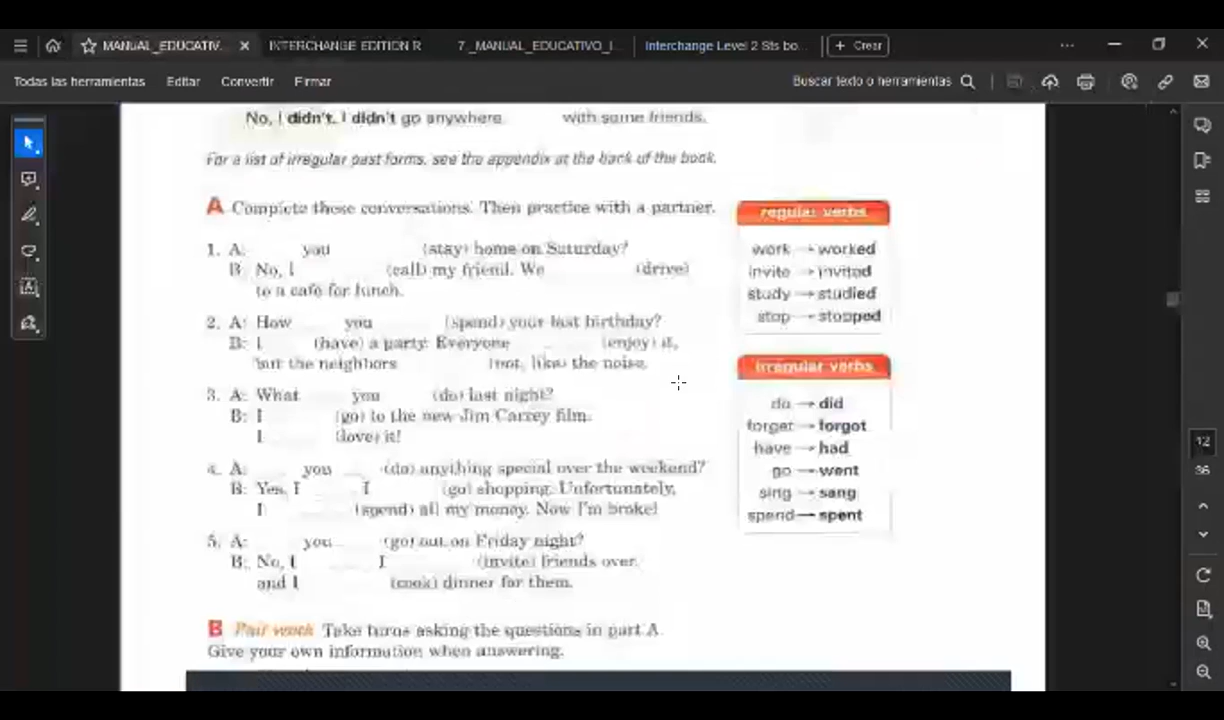 MANUAL_EDUCATIV...
INTERCHANGE EDITION R
7_MANUAL_EDUCATIVO_I...
Interchange Level 2 Sts bo...
+ Crear
Todas las herramientas
Editar
Convertir
Firmar
Buscar texto o herramientas
No, I didn't. I didn't go anywhere.
with some friends.
For a list of irregular past forms, see the appendix at the back of the book.
A Complete these conversations. Then practice with a partner.
1. A: you (stay) home on Saturday?
B: No, I (call) my friend. We (drive)
to a café for lunch.
2. A: How you (spend) your last birthday?
B: I (have) a party. Everyone (enjoy) it,
but the neighbors (not, like) the noise.
3. A: What you (do) last night?
B: I (go) to the new Jim Carrey film.
I (love) it!
4. A: you (do) anything special over the weekend?
B: Yes, I I (go) shopping. Unfortunately,
I (spend) all my money. Now I'm broke!
5. A: you (go) out on Friday night?
B: No, I I (invite) friends over,
and I (cook) dinner for them.
regular verbs
work → worked
invite → invited
study → studied
stop → stopped
irregular verbs
do → did
forget → forgot
have → had
go → went
sing → sang
spend → spent
B Pair work Take turns asking the questions in part A.
Give your own information when answering.
12
36